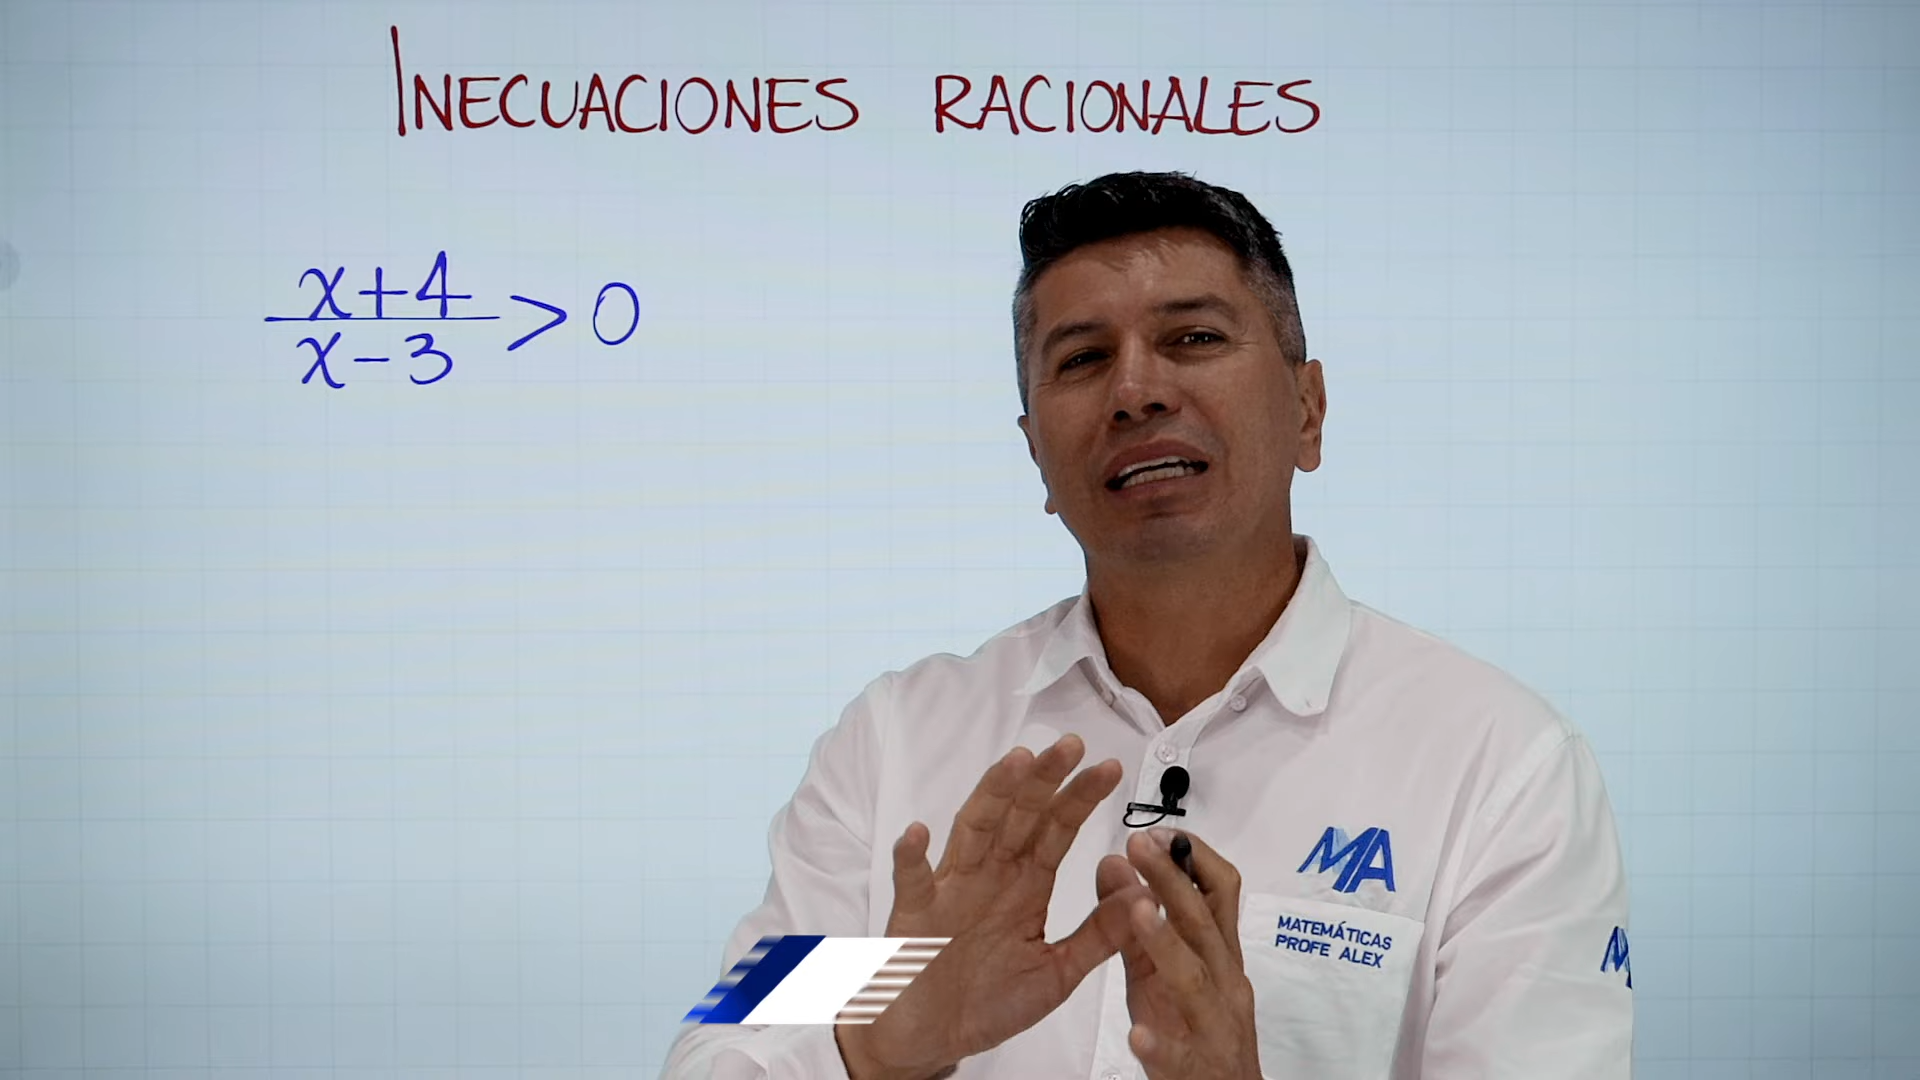 INECUACIONES RACIONALES
x+4
x-3
> 0
MA
MATEMÁTICAS
PROFE ALEX